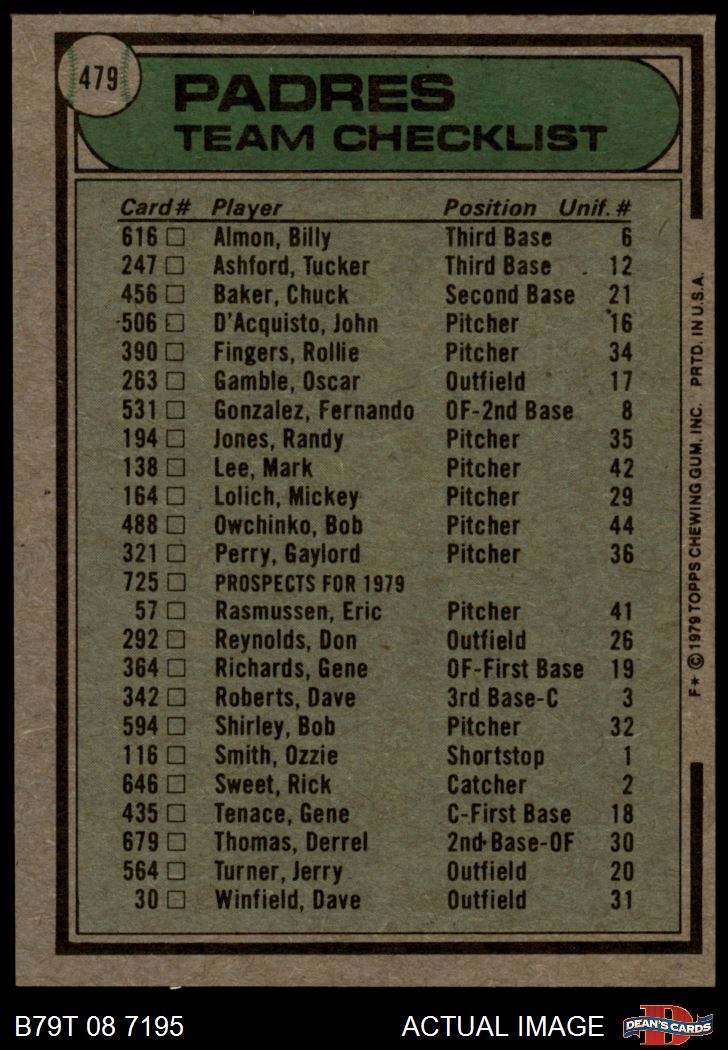 479
PADRES
TEAM CHECKLIST
Card# Player Position Unif. #
616 □ Almon, Billy Third Base 6
247 □ Ashford, Tucker Third Base 12
456 □ Baker, Chuck Second Base 21
506 □ D'Acquisto, John Pitcher 16
390 □ Fingers, Rollie Pitcher 34
263 □ Gamble, Oscar Outfield 17
531 □ Gonzalez, Fernando OF-2nd Base 8
194 □ Jones, Randy Pitcher 35
138 □ Lee, Mark Pitcher 42
164 □ Lolich, Mickey Pitcher 29
488 □ Owchinko, Bob Pitcher 44
321 □ Perry, Gaylord Pitcher 36
725 □ PROSPECTS FOR 1979
57 □ Rasmussen, Eric Pitcher 41
292 □ Reynolds, Don Outfield 26
364 □ Richards, Gene OF-First Base 19
342 □ Roberts, Dave 3rd Base-C 3
594 □ Shirley, Bob Pitcher 32
116 □ Smith, Ozzie Shortstop 1
646 □ Sweet, Rick Catcher 2
435 □ Tenace, Gene C-First Base 18
679 □ Thomas, Derrel 2nd Base-OF 30
564 □ Turner, Jerry Outfield 20
30 □ Winfield, Dave Outfield 31
F* © 1979 TOPPS CHEWING GUM, INC. PRTD. IN U.S.A.
B79T 08 7195 ACTUAL IMAGE
D
DEAN'S CARDS